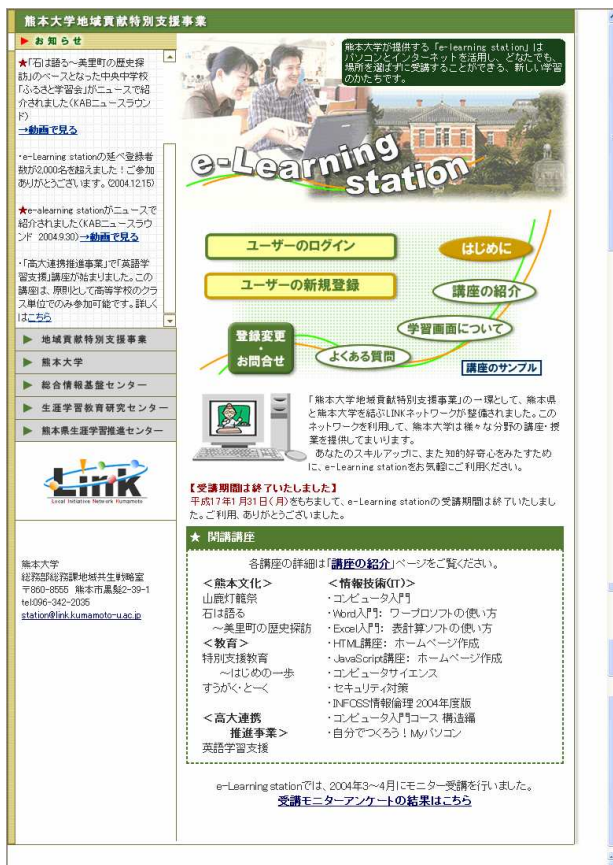 熊本大学地域貢献特別支援事業
お知らせ
★「石は語る～美里町の歴史探
訪」のベースとなった中央中学校
「ふるさと学習会」がニュースで紹
介されました(KABニュースラウン
ド)
→動画で見る
・e-Learning stationの延べ登録者
数が2,000名を超えました！ご参加
ありがとうございます。(2004.12.15)
★e-alearning stationがニュースで
紹介されました(KABニュースラウ
ンド 2004.9.30)→動画で見る
・「高大連携推進事業」で「英語学
習支援」講座が始まりました。この
講座は、原則として高等学校のクラ
ス単位でのみ参加可能です。詳しく
はこちら
地域貢献特別支援事業
熊本大学
総合情報基盤センター
生涯学習教育研究センター
熊本県生涯学習推進センター
Link
Local Initiative Network Kumamoto
熊本大学
総務部総務課地域共生戦略室
〒860-8555 熊本市黒髪2-39-1
tel:096-342-2035
station@link.kumamoto-u.ac.jp
熊本大学が提供する「e-learning station」は
パソコンとインターネットを活用し、どなたでも、
場所を選ばずに受講することができる、新しい学習
のかたちです。
e-Learning
station
ユーザーのログイン
はじめに
ユーザーの新規登録
講座の紹介
学習画面について
登録変更
・
お問合せ
よくある質問
講座のサンプル
「熊本大学地域貢献特別支援事業」の一環として、熊本県
と熊本大学を結ぶLINKネットワークが整備されました。この
ネットワークを利用して、熊本大学は様々な分野の講座・授
業を提供してまいります。
あなたのスキルアップに、また知的好奇心をみたすため
に、e-Learning stationをお気軽にご利用ください。
【受講期間は終了いたしました】
平成17年1月31日(月)をもちまして、e-Learning stationの受講期間は終了いたしまし
た。ご利用、ありがとうございました。
★ 開講講座
各講座の詳細は「講座の紹介」ページをご覧ください。
＜熊本文化＞
山鹿灯籠祭
石は語る
～美里町の歴史探訪
＜教育＞
特別支援教育
～はじめの一歩
すうがく・とーく
＜高大連携
推進事業＞
英語学習支援
＜情報技術(IT)＞
・コンピュータ入門
・Word入門：ワープロソフトの使い方
・Excel入門：表計算ソフトの使い方
・HTML講座：ホームページ作成
・JavaScript講座：ホームページ作成
・コンピュータサイエンス
・セキュリティ対策
・INFOSS情報倫理 2004年度版
・コンピュータ入門コース 構造編
・自分でつくろう！Myパソコン
e-Learning stationでは、2004年3～4月にモニター受講を行いました。
受講モニターアンケートの結果はこちら